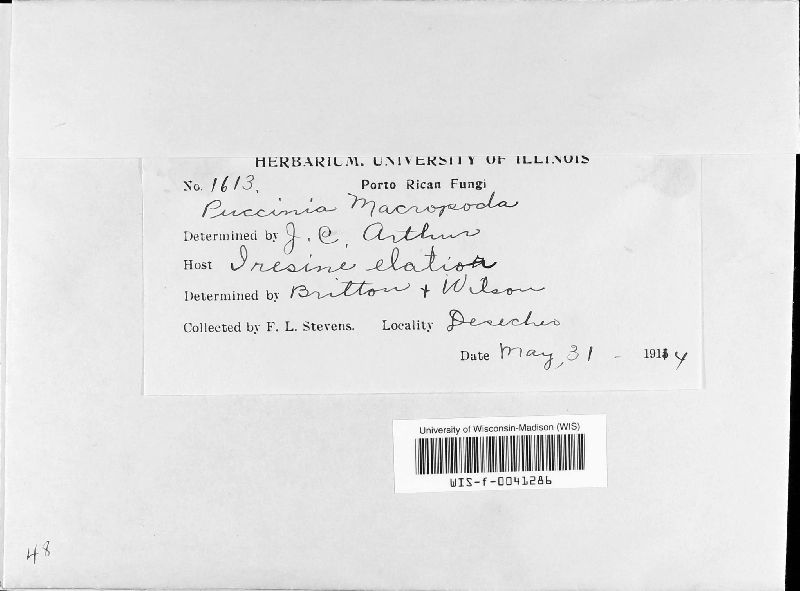 HERBARIUM, UNIVERSITY OF ILLINOIS
No. 1613. Porto Rican Fungi
Puccinia Macropoda
Determined by J. C. Arthur
Host Iresine elatior
Determined by Britton + Wilson
Collected by F. L. Stevens. Locality Desecheo
Date May, 31 - 1914
University of Wisconsin-Madison (WIS)
WIS-f-0041286
48